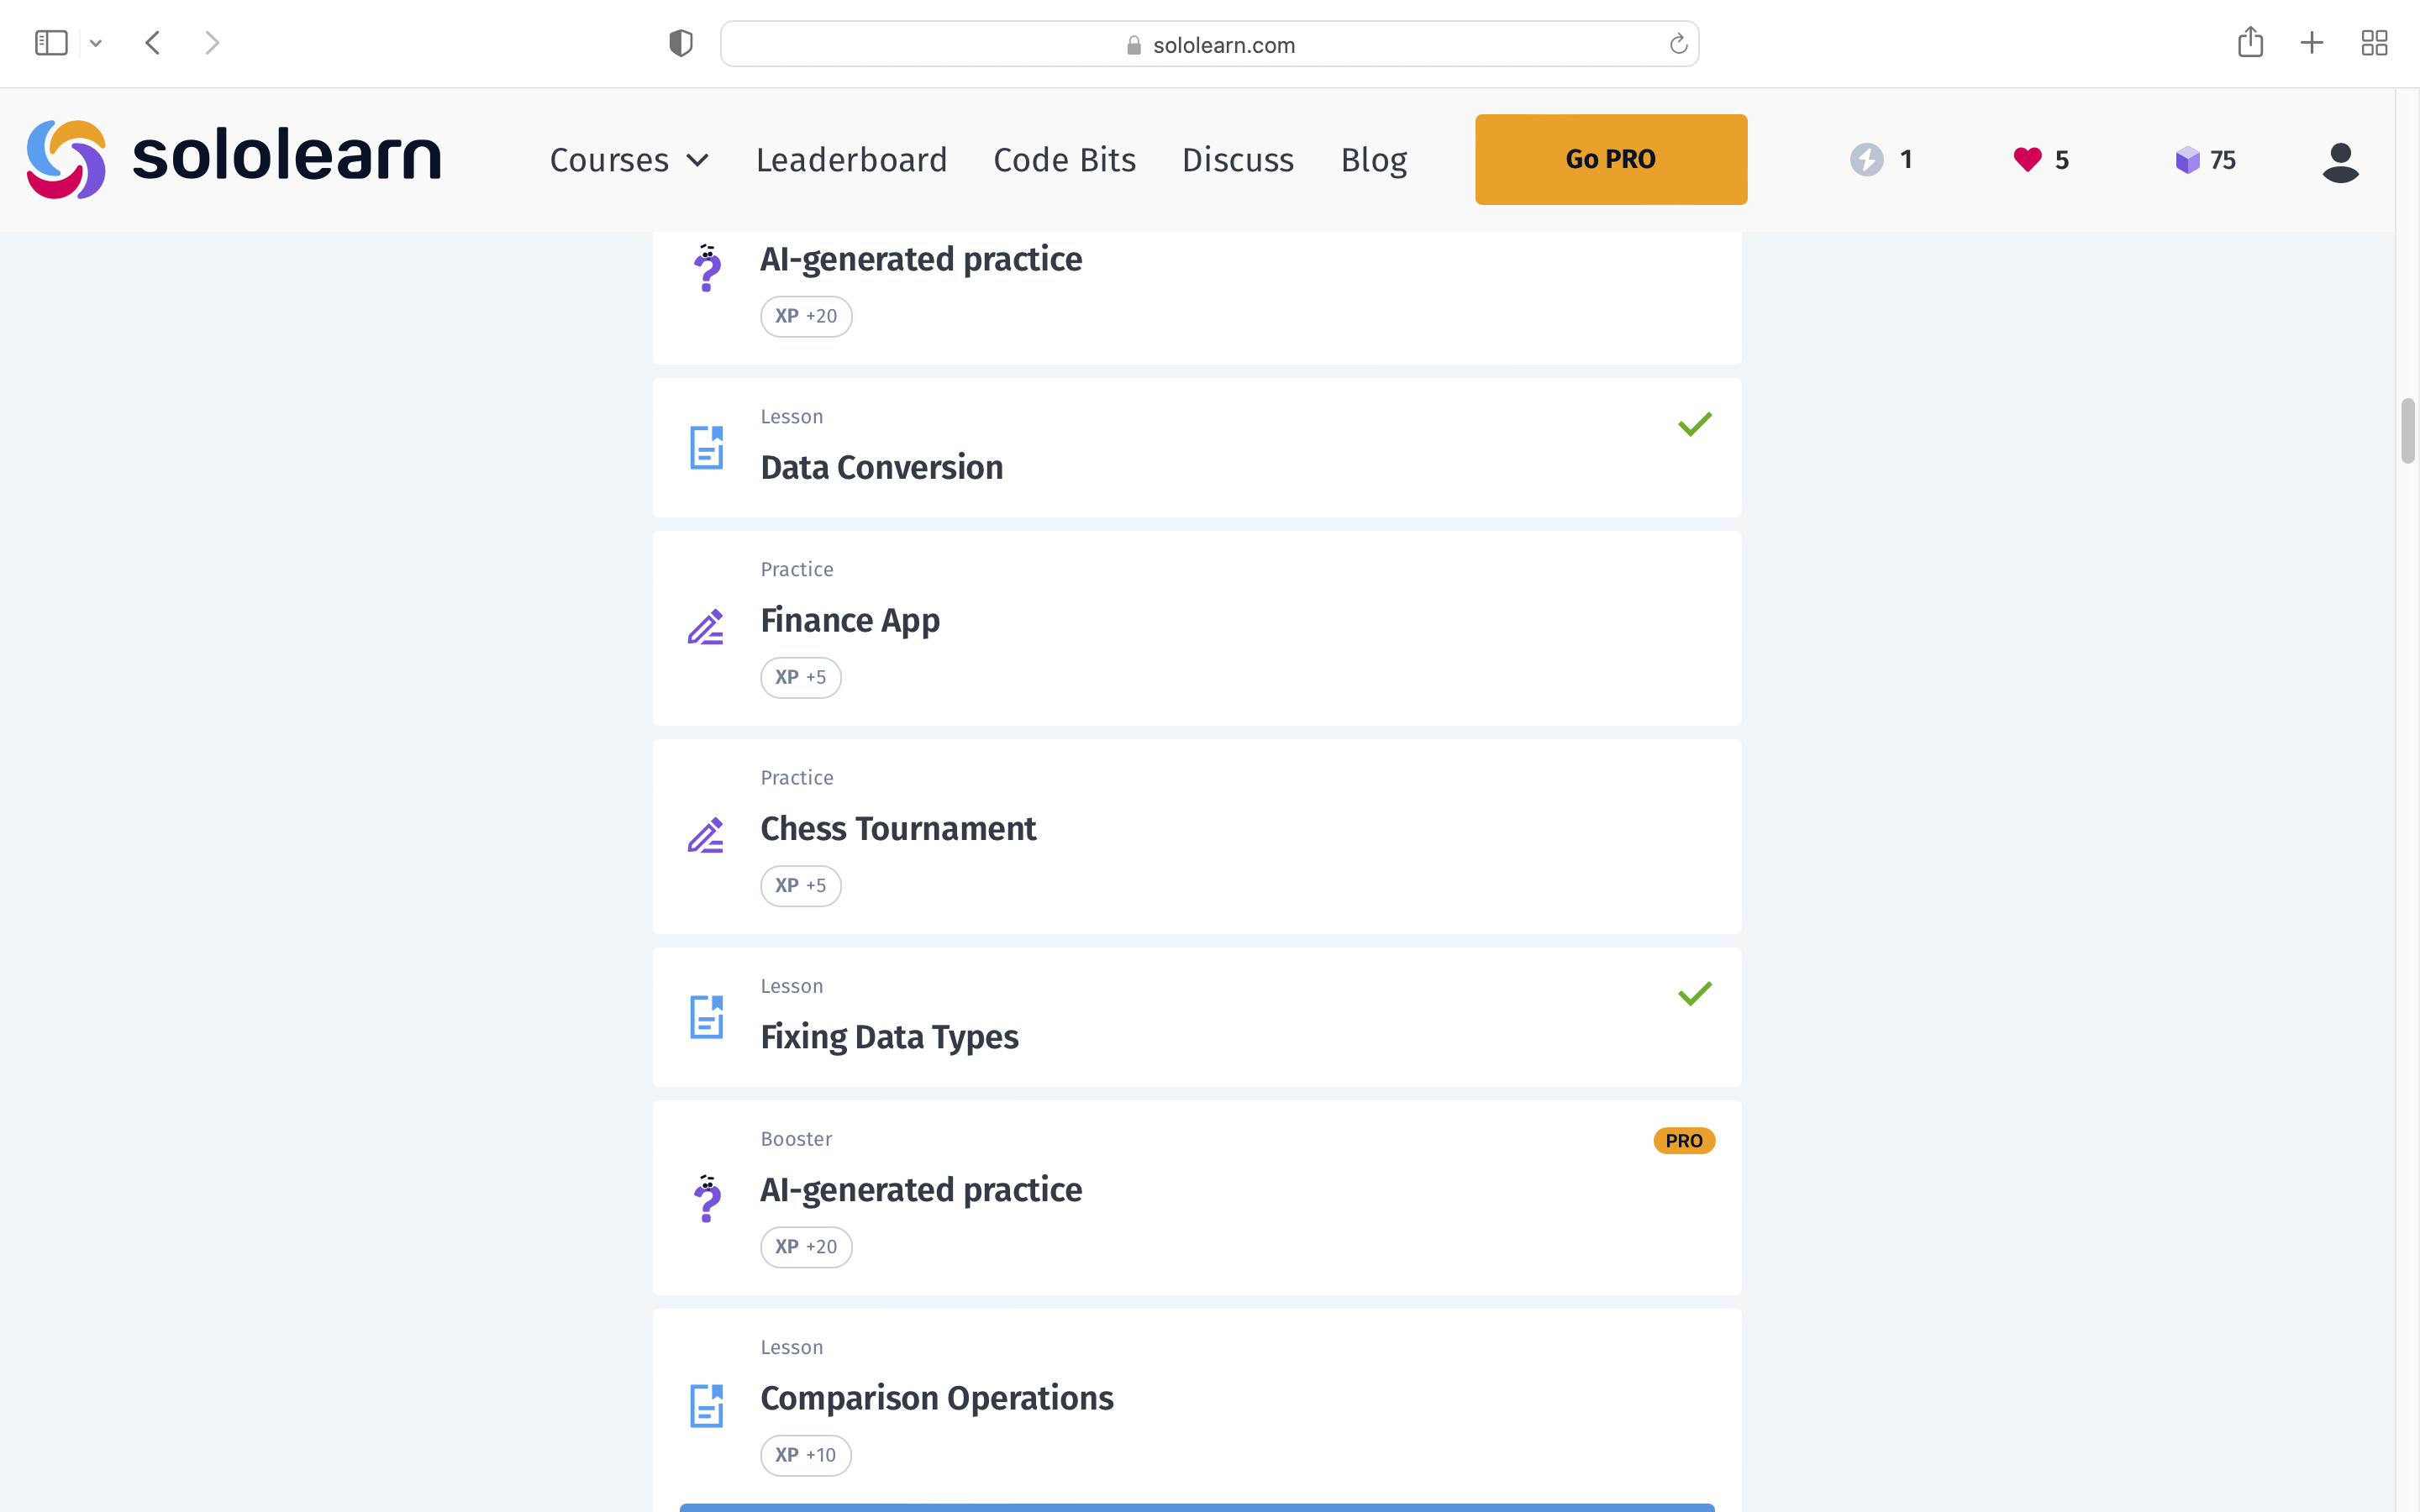 sololearn.com
sololearn
Courses Leaderboard Code Bits Discuss Blog Go PRO 1 5 75
AI-generated practice
XP +20
Lesson
Data Conversion
Practice
Finance App
XP +5
Practice
Chess Tournament
XP +5
Lesson
Fixing Data Types
Booster
PRO
AI-generated practice
XP +20
Lesson
Comparison Operations
XP +10